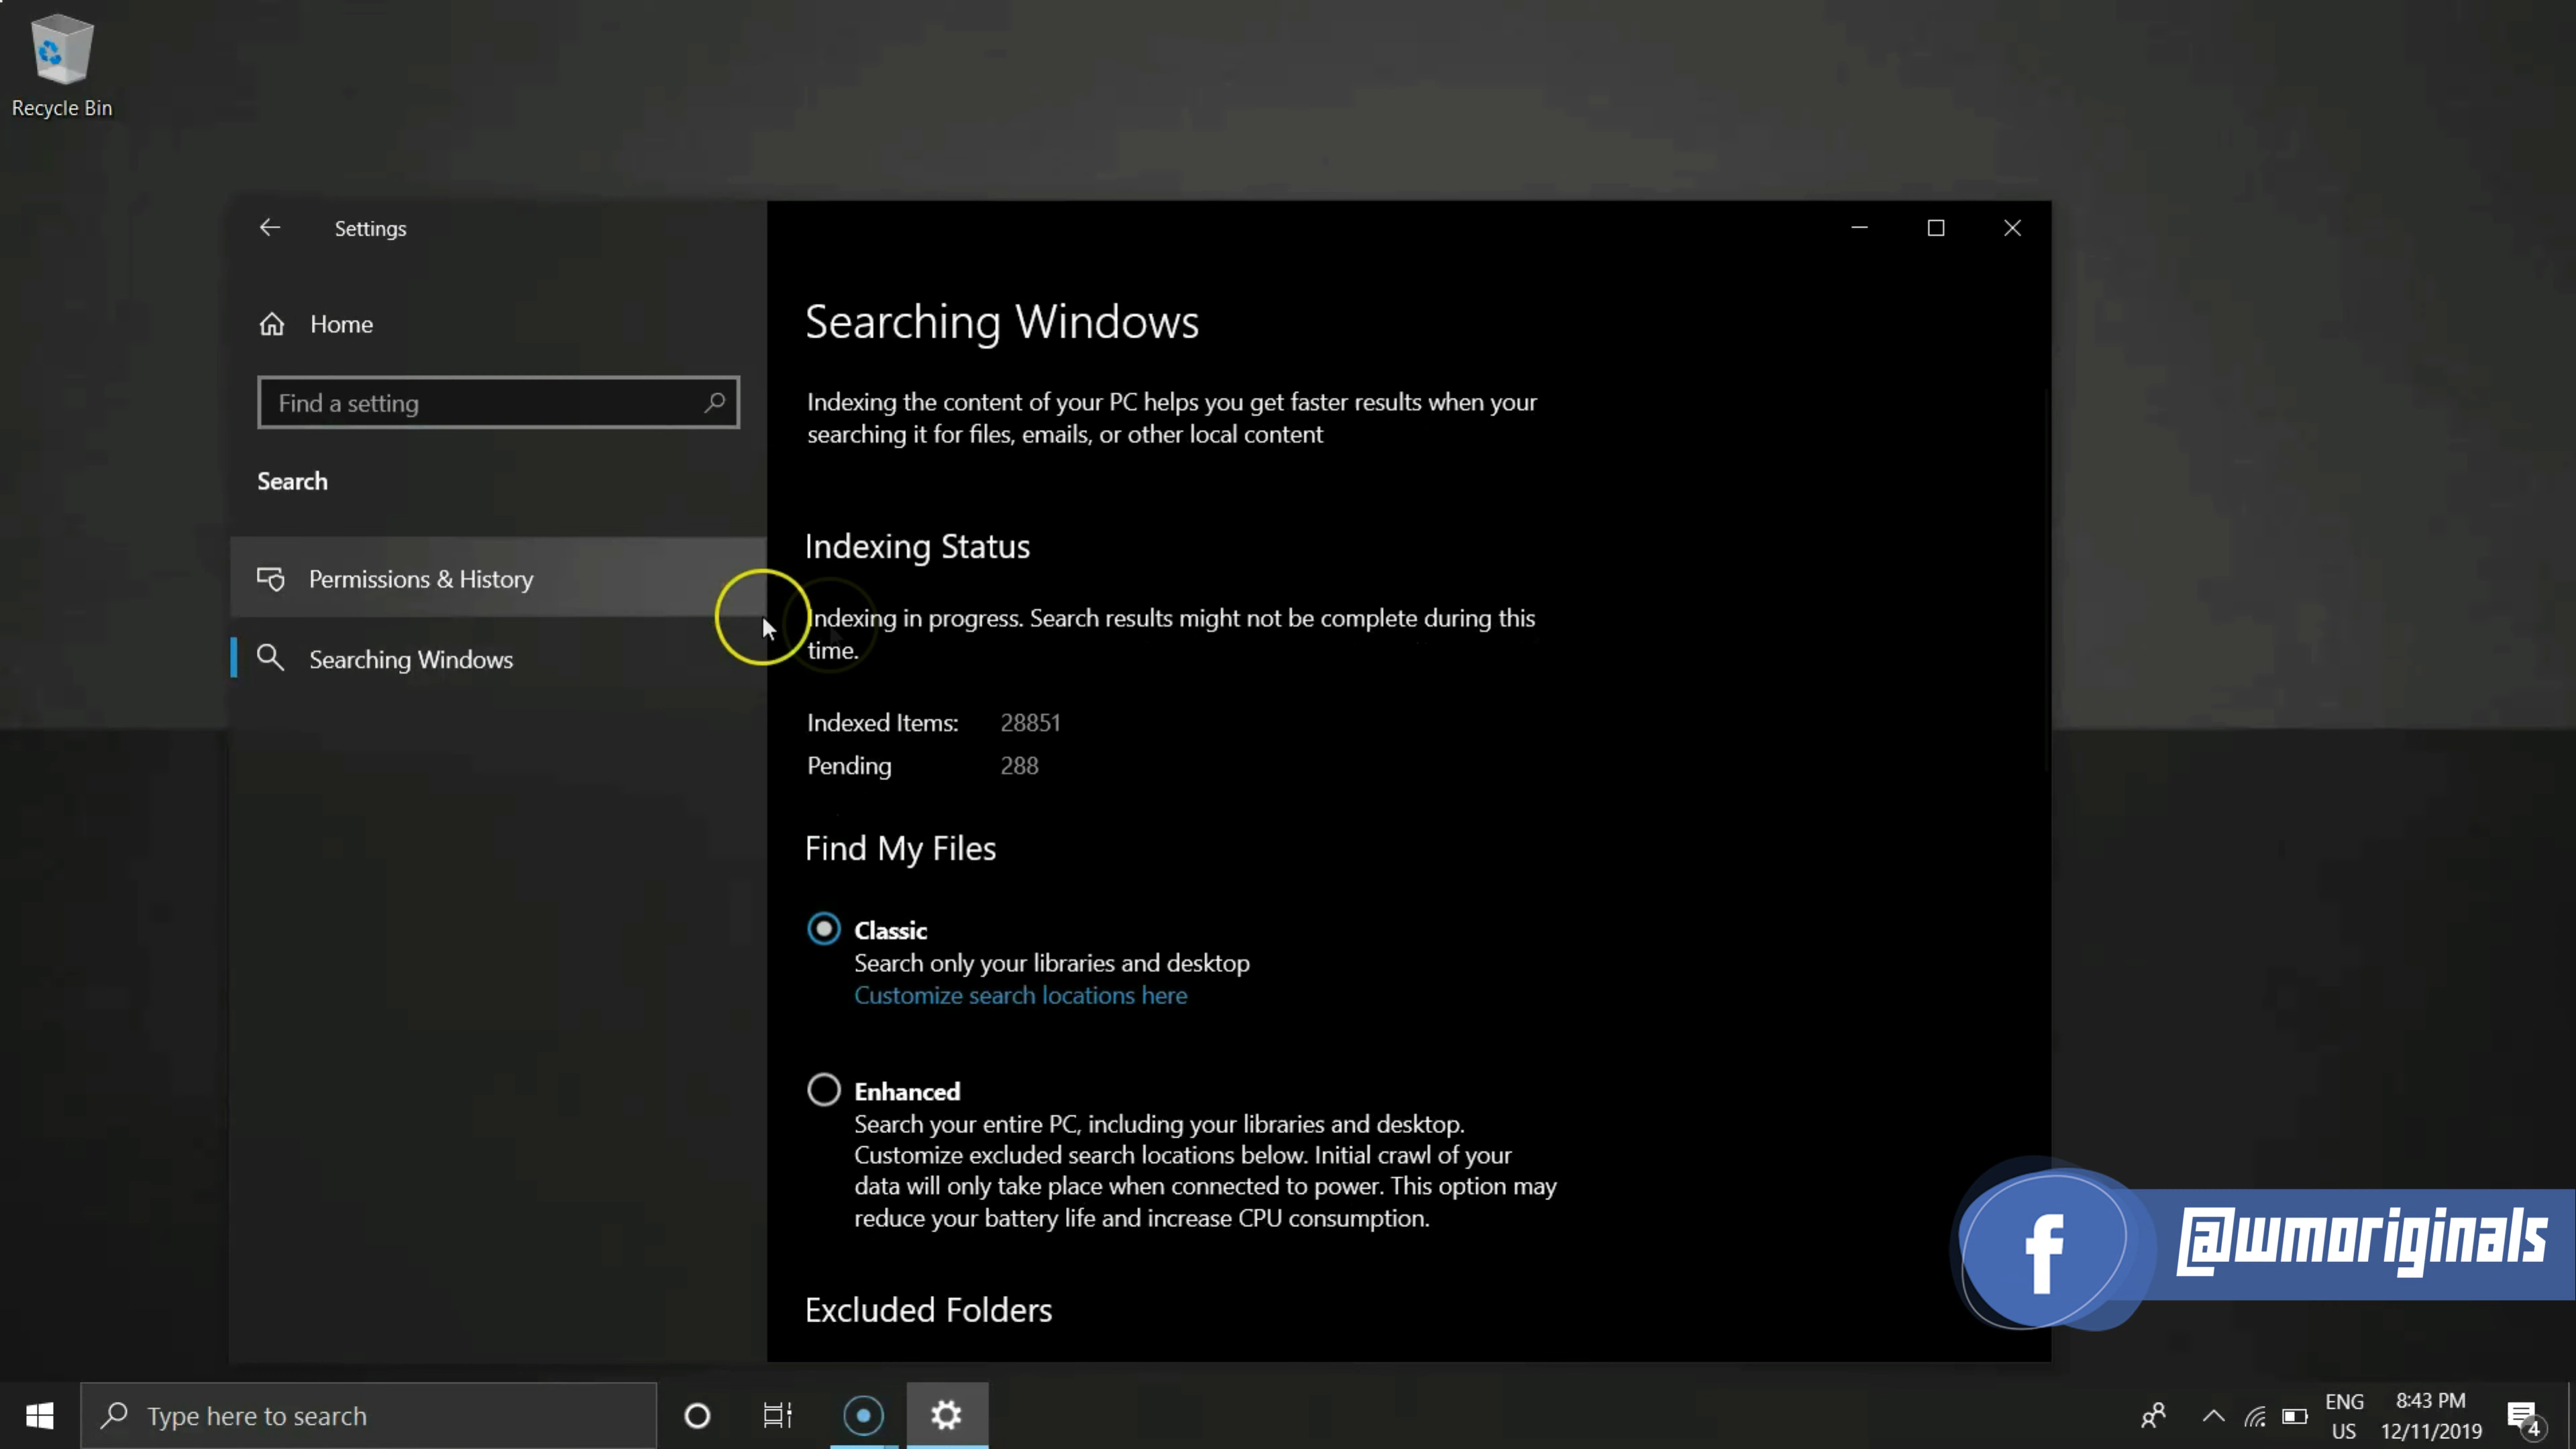 Recycle Bin
Settings
Home
Find a setting
Search
Permissions & History
Searching Windows
Searching Windows
Indexing the content of your PC helps you get faster results when your
searching it for files, emails, or other local content
Indexing Status
Indexing in progress. Search results might not be complete during this
time.
Indexed Items: 28851
Pending 288
Find My Files
Classic
Search only your libraries and desktop
Customize search locations here
Enhanced
Search your entire PC, including your libraries and desktop.
Customize excluded search locations below. Initial crawl of your
data will only take place when connected to power. This option may
reduce your battery life and increase CPU consumption.
Excluded Folders
f @wmoriginals
Type here to search
ENG
US
8:43 PM
12/11/2019
4